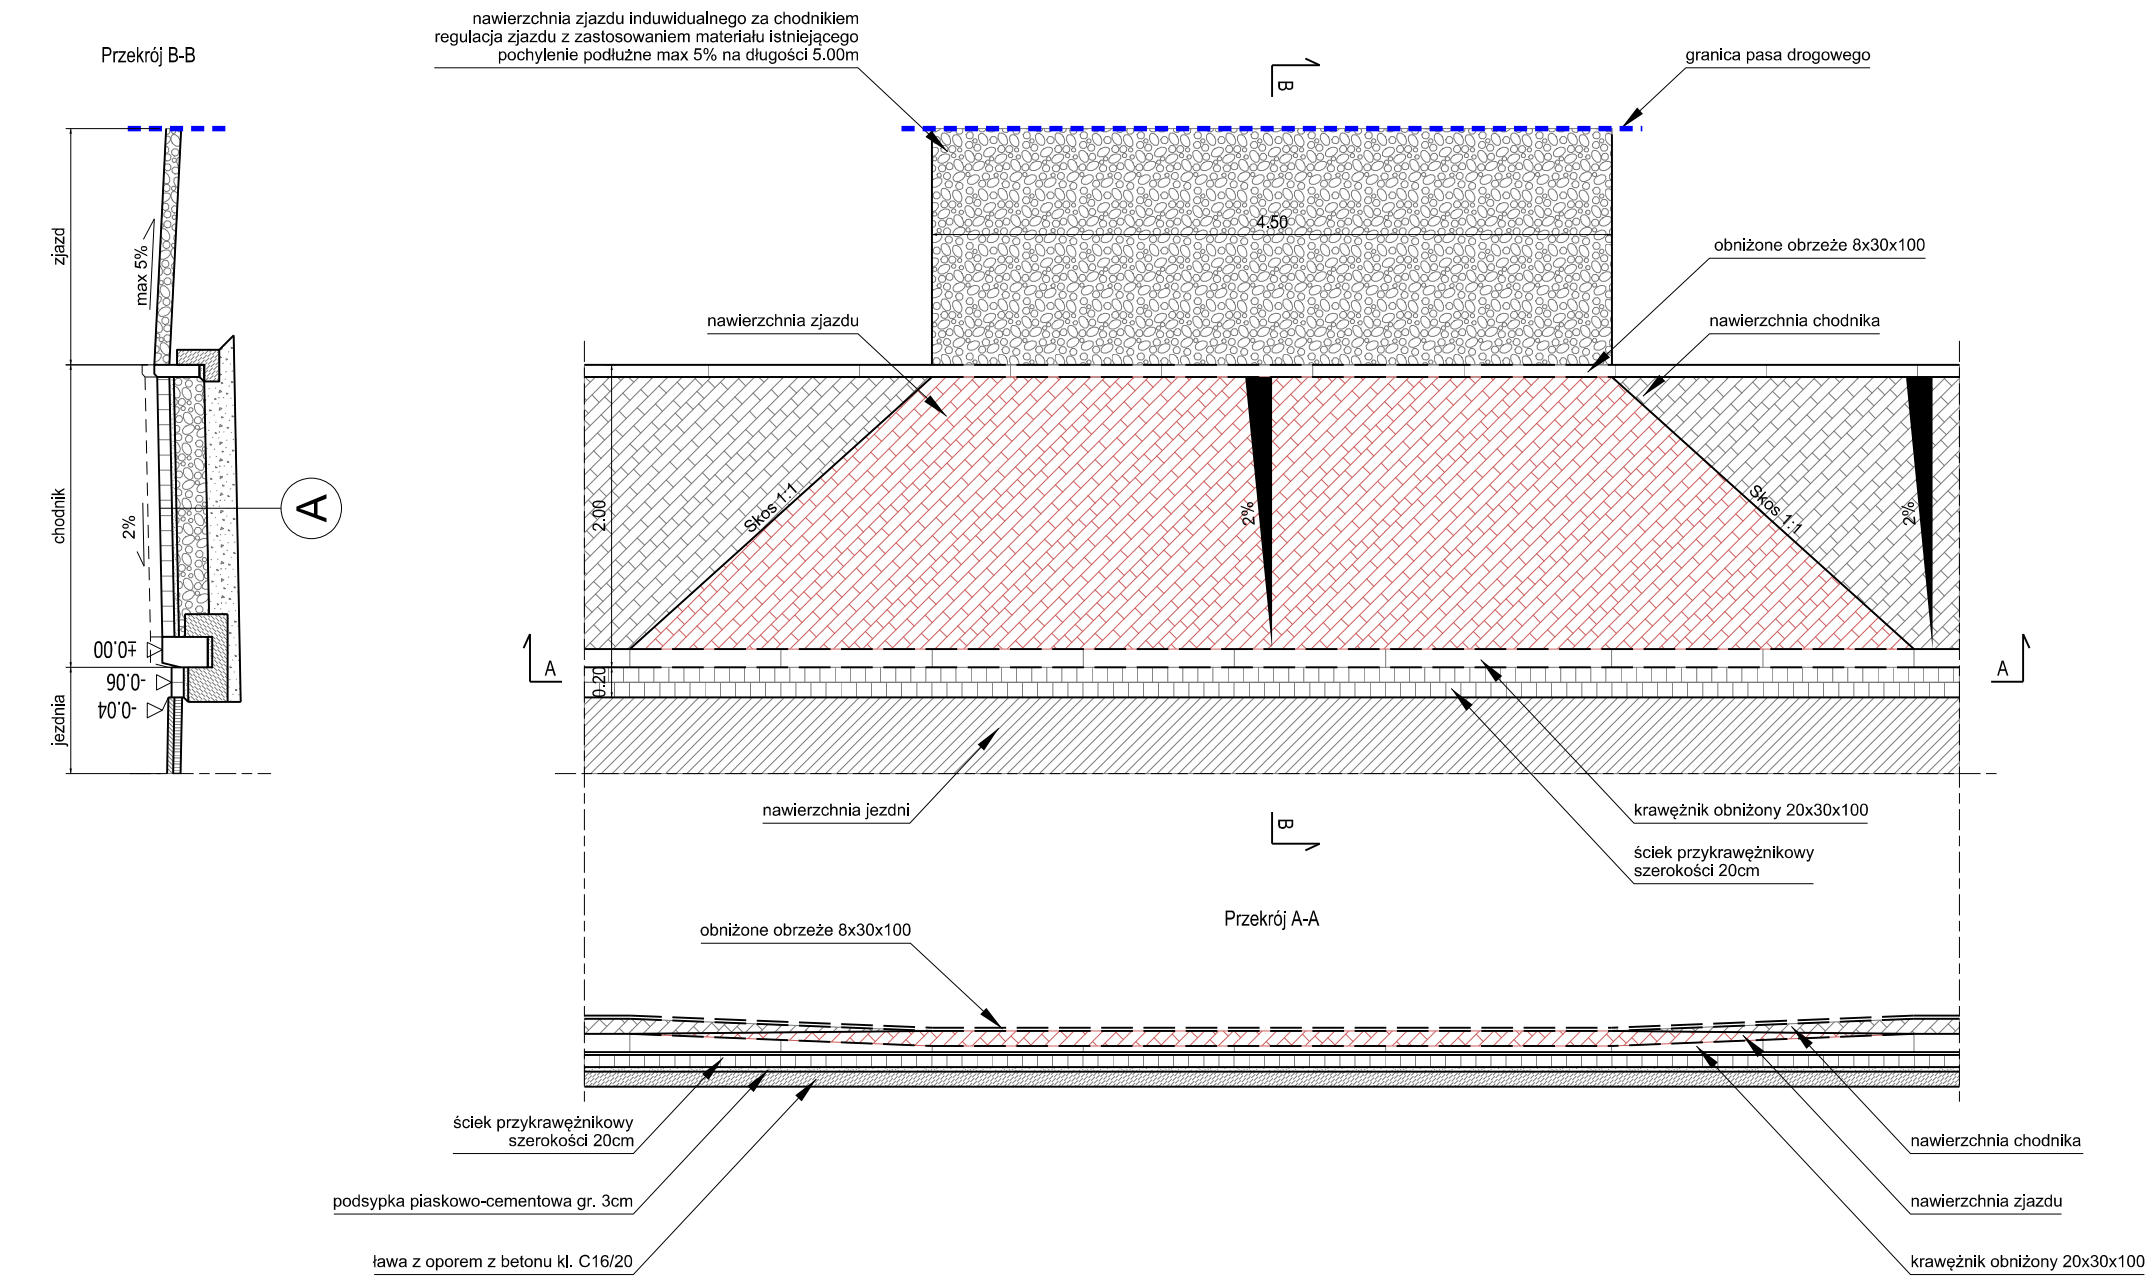 Przekrój B-B
nawierzchnia zjazdu induwidualnego za chodnikiem
regulacja zjazdu z zastosowaniem materiału istniejącego
pochylenie podłużne max 5% na długości 5.00m
granica pasa drogowego
B
4.50
obniżone obrzeże 8x30x100
nawierzchnia zjazdu
nawierzchnia chodnika
zjazd
max 5%
chodnik
2%
A
±0.00
-0.06
-0.04
jezdnia
2.00
Skos 1:1
2%
Skos 1:1
2%
0.20
A
A
nawierzchnia jezdni
B
krawężnik obniżony 20x30x100
ściek przykrawężnikowy
szerokości 20cm
Przekrój A-A
obniżone obrzeże 8x30x100
ściek przykrawężnikowy
szerokości 20cm
podsypka piaskowo-cementowa gr. 3cm
ława z oporem z betonu kl. C16/20
nawierzchnia chodnika
nawierzchnia zjazdu
krawężnik obniżony 20x30x100